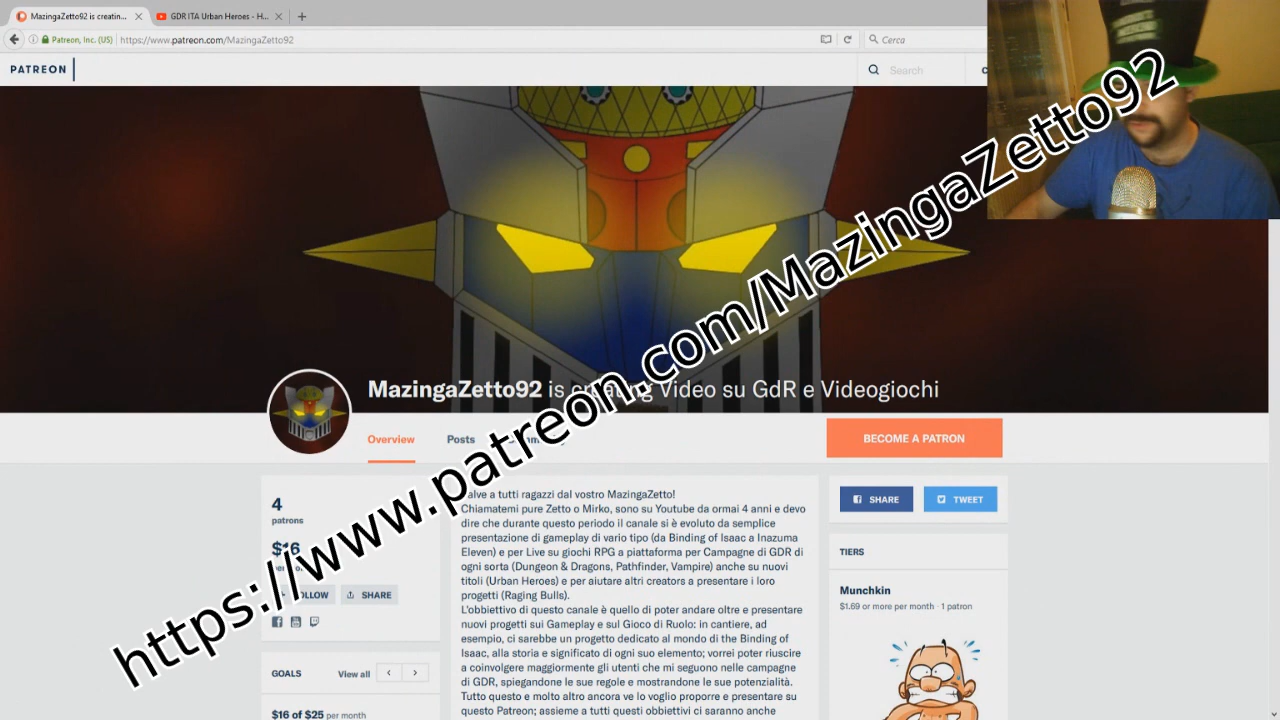 MazingaZetto92 is creatin...
GDR ITA Urban Heroes - H...
Patreon, Inc. (US)
https://www.patreon.com/MazingaZetto92
Cerca
PATREON
Search
https://www.patreon.com/MazingaZetto92
MazingaZetto92 is creating Video su GdR e Videogiochi
Overview
Posts
BECOME A PATRON
4
patrons
$16
FOLLOW
SHARE
GOALS
View all
$16 of $25 per month
alve a tutti ragazzi dal vostro MazingaZetto!
Chiamatemi pure Zetto o Mirko, sono su Youtube da ormai 4 anni e devo
dire che durante questo periodo il canale si è evoluto da semplice
presentazione di gameplay di vario tipo (da Binding of Isaac a Inazuma
Eleven) e per Live su giochi RPG a piattaforma per Campagne di GDR di
ogni sorta (Dungeon & Dragons, Pathfinder, Vampire) anche su nuovi
titoli (Urban Heroes) e per aiutare altri creators a presentare i loro
progetti (Raging Bulls).
L'obbiettivo di questo canale è quello di poter andare oltre e presentare
nuovi progetti sui Gameplay e sul Gioco di Ruolo: in cantiere, ad
esempio, ci sarebbe un progetto dedicato al mondo di the Binding of
Isaac, alla storia e significato di ogni suo elemento; vorrei poter riuscire
a coinvolgere maggiormente gli utenti che mi seguono nelle campagne
di GDR, spiegandone le sue regole e mostrandone le sue potenzialità.
Tutto questo e molto altro ancora ve lo voglio proporre e presentare su
questo Patreon; assieme a tutti questi obbiettivi ci saranno anche
SHARE
TWEET
TIERS
Munchkin
$1.69 or more per month · 1 patron